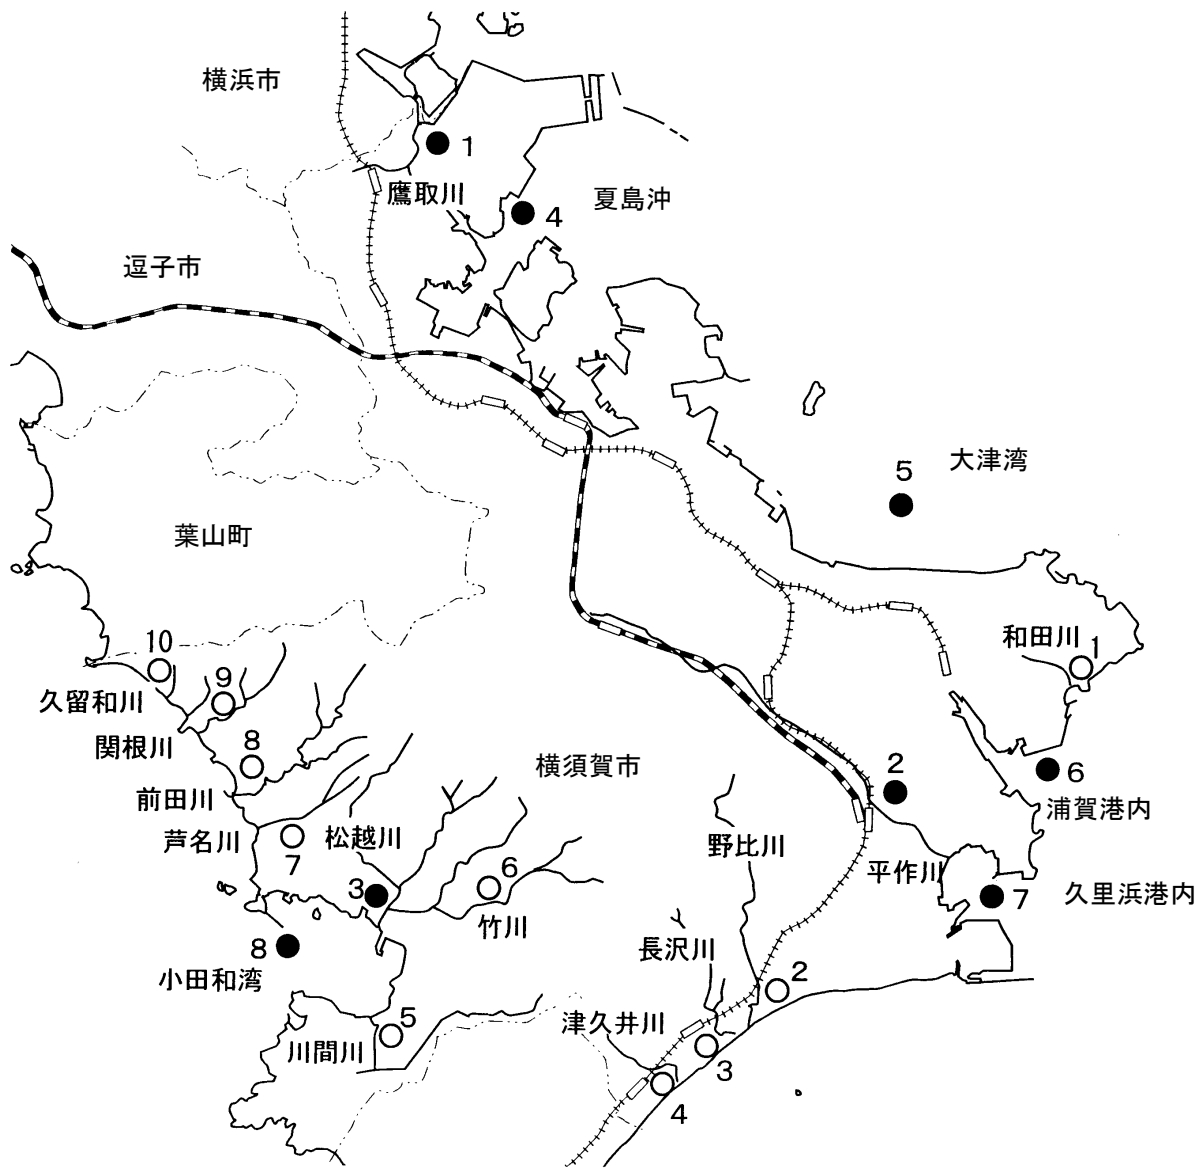 横浜市
1
鷹取川
夏島沖
4
逗子市
5
大津湾
葉山町
和田川
1
10
久留和川
9
関根川
8
横須賀市
2
6
前田川
浦賀港内
芦名川
7
松越川
野比川
平作川
3
6
竹川
7
久里浜港内
8
小田和湾
長沢川
2
津久井川
5
川間川
3
4